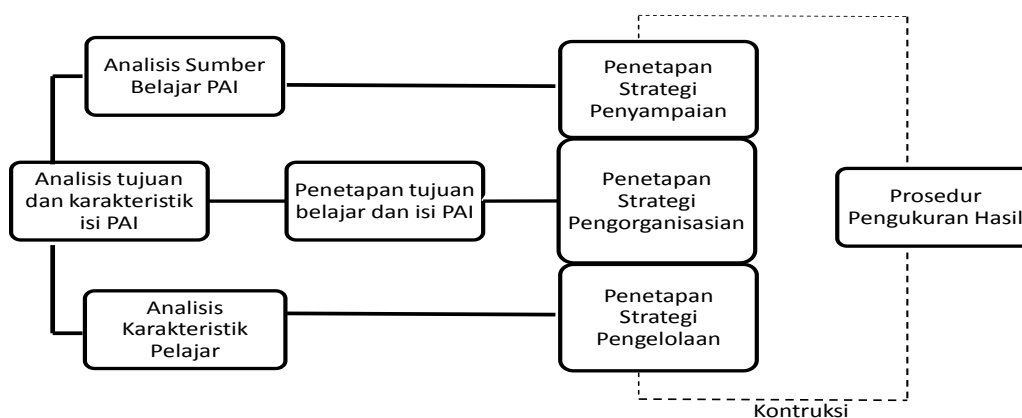 Analisis Sumber
Belajar PAI
Penetapan
Strategi
Penyampaian
Analisis tujuan
dan karakteristik
isi PAI
Penetapan tujuan
belajar dan isi PAI
Penetapan
Strategi
Pengorganisasian
Prosedur
Pengukuran Hasil
Analisis
Karakteristik
Pelajar
Penetapan
Strategi
Pengelolaan
Kontruksi